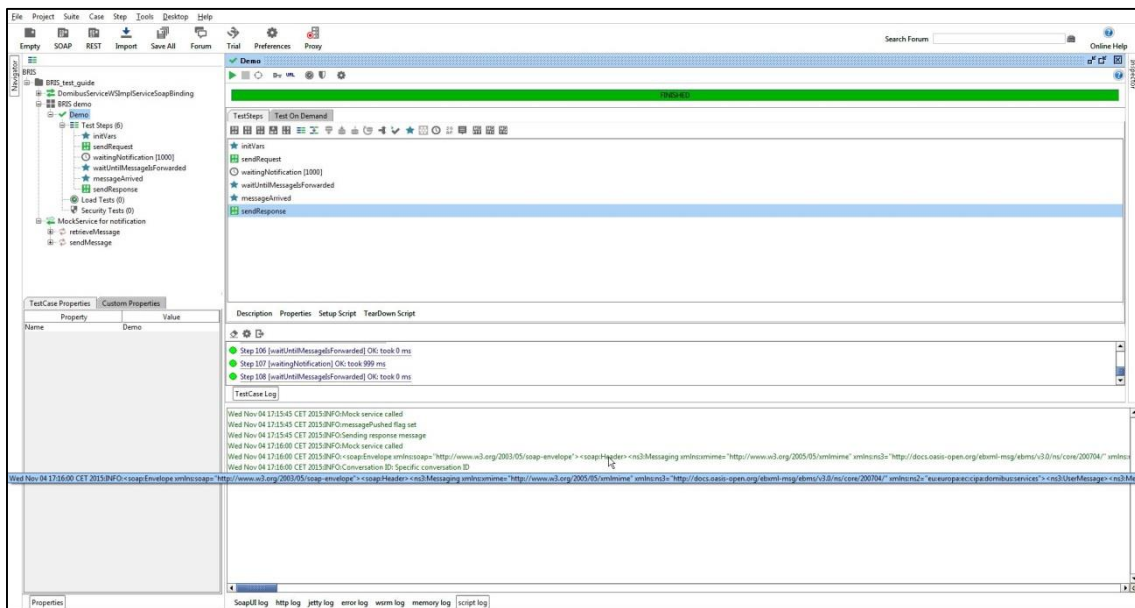 File Project Suite Case Step Tools Desktop Help
Empty SOAP REST Import Save All Forum Trial Preferences Proxy
Search Forum
Online Help
Navigator
Inspector
BRIS
BRIS_test_guide
DomibusServiceWSImplServiceSoapBinding
BRIS demo
Demo
Test Steps (6)
initVars
sendRequest
waitingNotification [1000]
waitUntilMessageIsForwarded
messageArrived
sendResponse
Load Tests (0)
Security Tests (0)
MockService for notification
retrieveMessage
sendMessage
TestCase Properties Custom Properties
Property Value
Name Demo
Properties
Demo
FINISHED
TestSteps Test On Demand
initVars
sendRequest
waitingNotification [1000]
waitUntilMessageIsForwarded
messageArrived
sendResponse
Description Properties Setup Script TearDown Script
Step 106 [waitUntilMessageIsForwarded] OK: took 0 ms
Step 107 [waitingNotification] OK: took 999 ms
Step 108 [waitUntilMessageIsForwarded] OK: took 0 ms
TestCase Log
Wed Nov 04 17:15:45 CET 2015:INFO:Mock service called
Wed Nov 04 17:15:45 CET 2015:INFO:messagePushed flag set
Wed Nov 04 17:15:45 CET 2015:INFO:Sending response message
Wed Nov 04 17:16:00 CET 2015:INFO:Mock service called
Wed Nov 04 17:16:00 CET 2015:INFO:<soap:Envelope xmlns:soap="http://www.w3.org/2003/05/soap-envelope"><soap:Header><ns3:Messaging xmlns:xmime="http://www.w3.org/2005/05/xmlmime" xmlns:ns3="http://docs.oasis-open.org/ebxml-msg/ebms/v3.0/ns/core/200704/" xmlns:
Wed Nov 04 17:16:00 CET 2015:INFO:Conversation ID: Specific conversation ID
Wed Nov 04 17:16:00 CET 2015:INFO:<soap:Envelope xmlns:soap="http://www.w3.org/2003/05/soap-envelope"><soap:Header><ns3:Messaging xmlns:xmime="http://www.w3.org/2005/05/xmlmime" xmlns:ns3="http://docs.oasis-open.org/ebxml-msg/ebms/v3.0/ns/core/200704/" xmlns:ns2="eu:europa:ec:cipa:domibus:services"><ns3:UserMessage><ns3:Me
SoapUI log http log jetty log error log wsrm log memory log script log